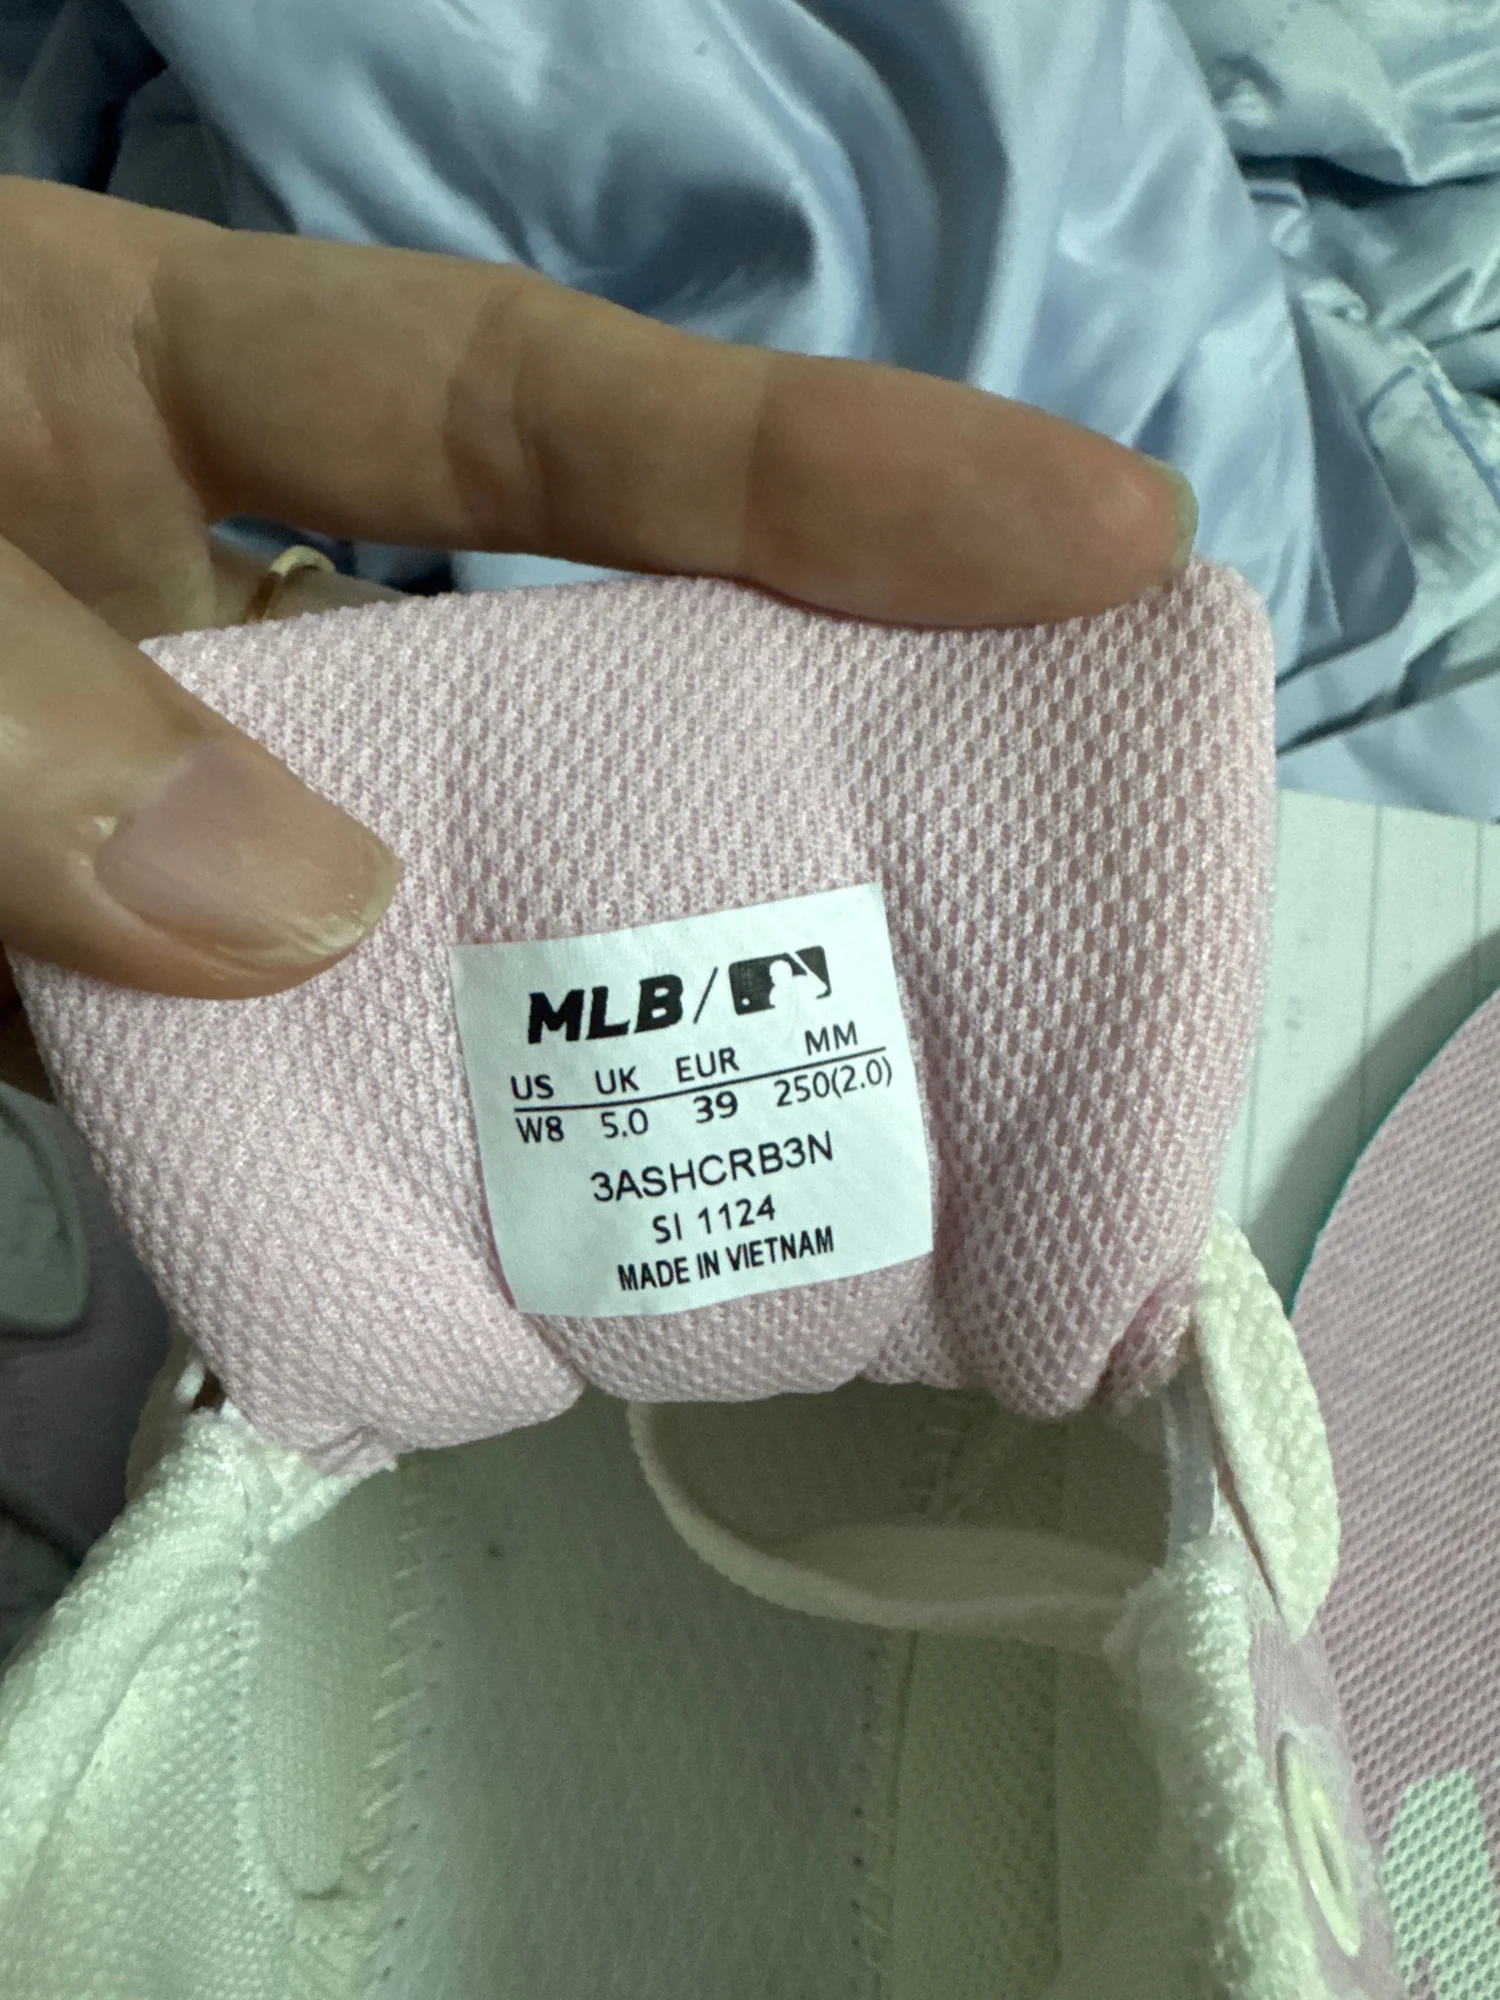 MLB/
US UK EUR MM
W8 5.0 39 250(2.0)
3ASHCRB3N
SI 1124
MADE IN VIETNAM